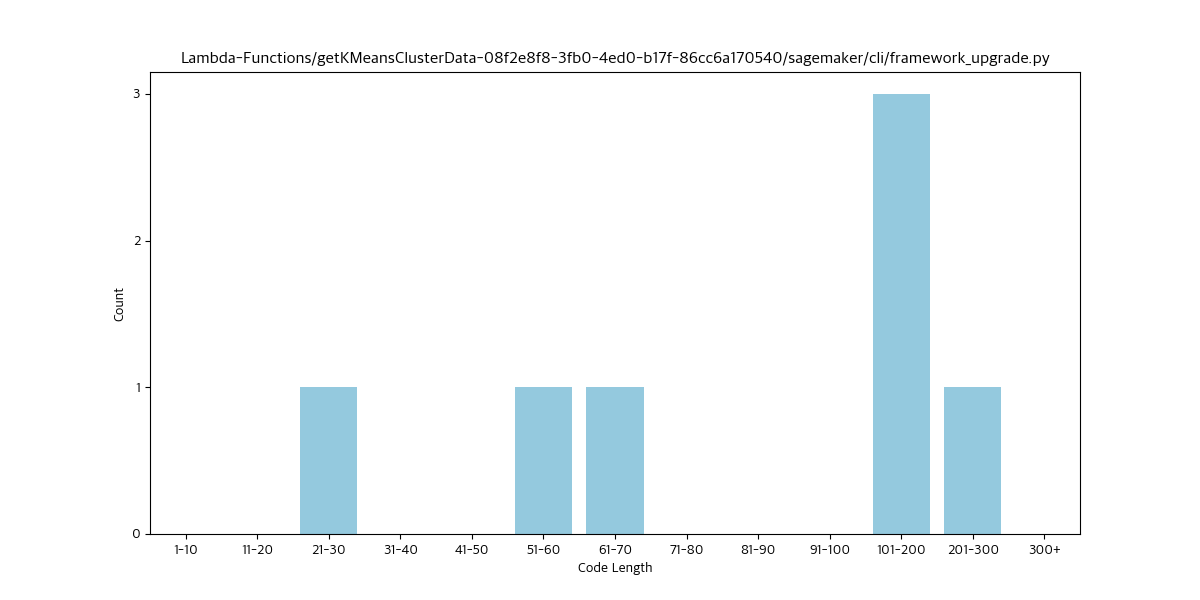 Lambda-Functions/getKMeansClusterData-08f2e8f8-3fb0-4ed0-b17f-86cc6a170540/sagemaker/cli/framework_upgrade.py
3
2
1
0
Count
1-10 11-20 21-30 31-40 41-50 51-60 61-70 71-80 81-90 91-100 101-200 201-300 300+
Code Length